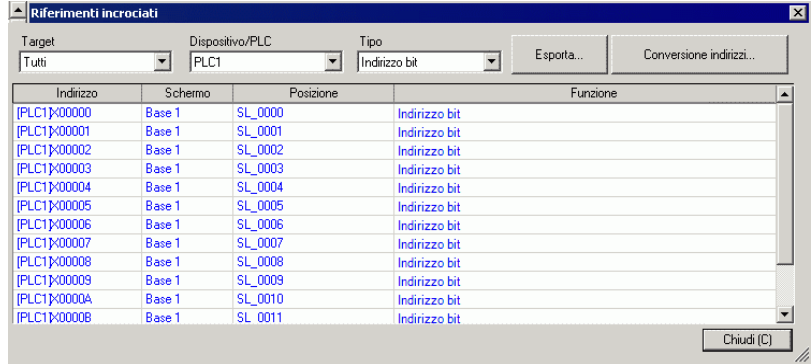 Riferimenti incrociati
Target Dispositivo/PLC Tipo
Tutti PLC1 Indirizzo bit Esporta... Conversione indirizzi...
Indirizzo Schermo Posizione Funzione
[PLC1]X00000 Base 1 SL_0000 Indirizzo bit
[PLC1]X00001 Base 1 SL_0001 Indirizzo bit
[PLC1]X00002 Base 1 SL_0002 Indirizzo bit
[PLC1]X00003 Base 1 SL_0003 Indirizzo bit
[PLC1]X00004 Base 1 SL_0004 Indirizzo bit
[PLC1]X00005 Base 1 SL_0005 Indirizzo bit
[PLC1]X00006 Base 1 SL_0006 Indirizzo bit
[PLC1]X00007 Base 1 SL_0007 Indirizzo bit
[PLC1]X00008 Base 1 SL_0008 Indirizzo bit
[PLC1]X00009 Base 1 SL_0009 Indirizzo bit
[PLC1]X0000A Base 1 SL_0010 Indirizzo bit
[PLC1]X0000B Base 1 SL_0011 Indirizzo bit
Chiudi (C)